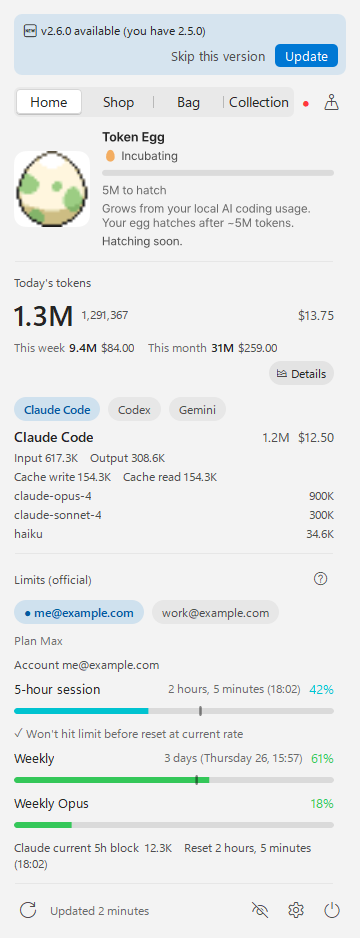 NEW v2.6.0 available (you have 2.5.0)
Skip this version Update
Home Shop Bag Collection
Token Egg
Incubating
5M to hatch
Grows from your local AI coding usage.
Your egg hatches after ~5M tokens.
Hatching soon.
Today's tokens
1.3M 1,291,367 $13.75
This week 9.4M $84.00 This month 31M $259.00
Details
Claude Code Codex Gemini
Claude Code 1.2M $12.50
Input 617.3K Output 308.6K
Cache write 154.3K Cache read 154.3K
claude-opus-4 900K
claude-sonnet-4 300K
haiku 34.6K
Limits (official)
● me@example.com work@example.com
Plan Max
Account me@example.com
5-hour session 2 hours, 5 minutes (18:02) 42%
✓ Won't hit limit before reset at current rate
Weekly 3 days (Thursday 26, 15:57) 61%
Weekly Opus 18%
Claude current 5h block 12.3K Reset 2 hours, 5 minutes
(18:02)
Updated 2 minutes